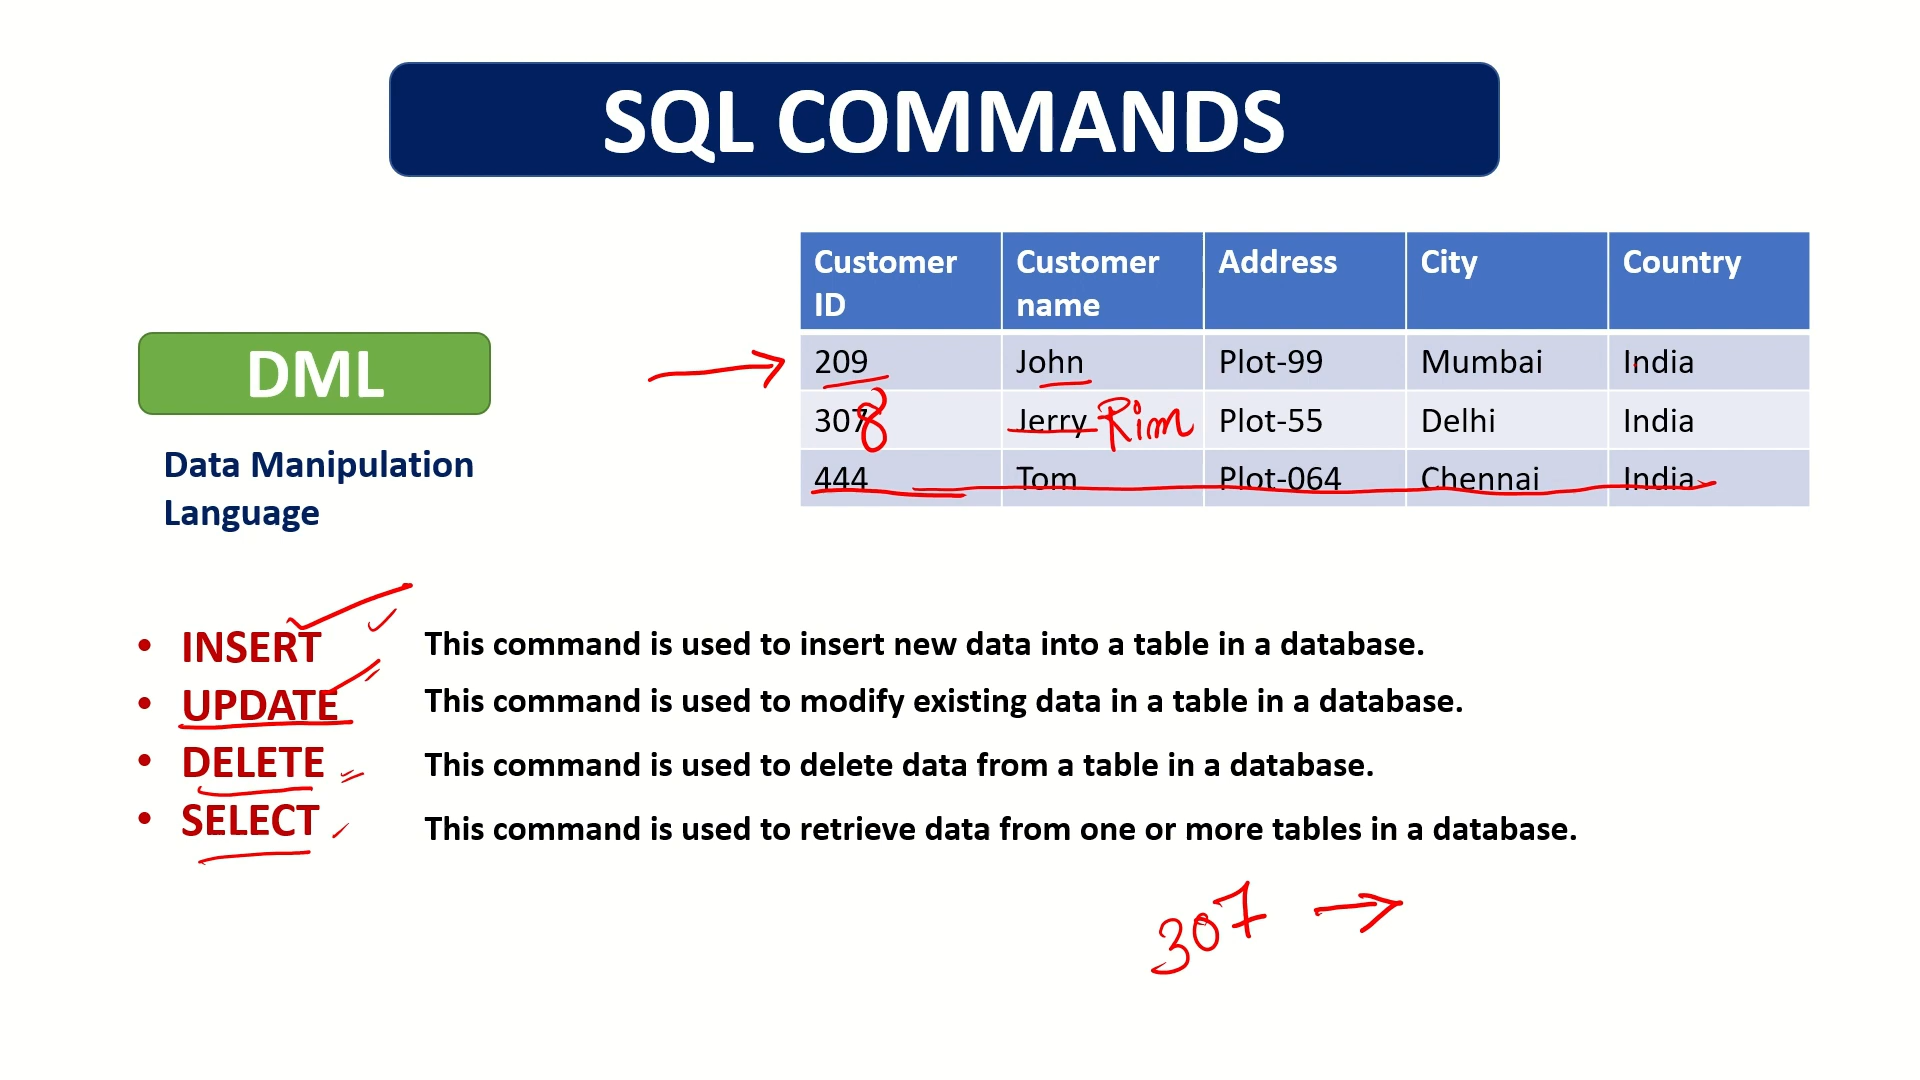 SQL COMMANDS
Customer ID Customer name Address City Country
209 John Plot-99 Mumbai India
307 8 Jerry Rim Plot-55 Delhi India
444 Tom Plot-064 Chennai India
DML
Data Manipulation
Language
• INSERT This command is used to insert new data into a table in a database.
• UPDATE This command is used to modify existing data in a table in a database.
• DELETE This command is used to delete data from a table in a database.
• SELECT This command is used to retrieve data from one or more tables in a database.
307 →